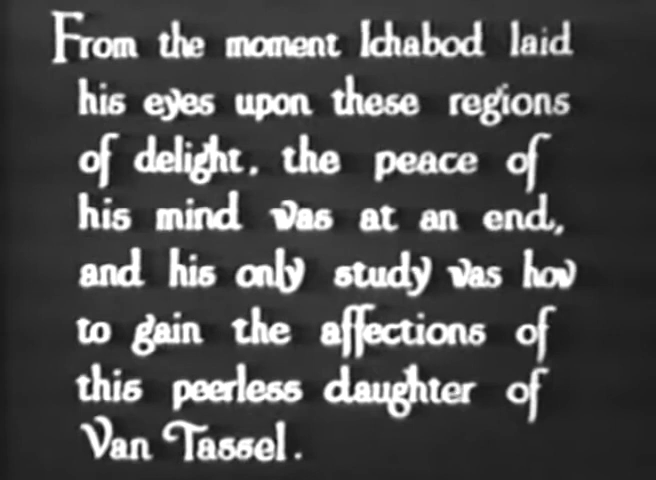 From the moment Ichabod laid
his eyes upon these regions
of delight, the peace of
his mind was at an end,
and his only study was how
to gain the affections of
this peerless daughter of
Van Tassel.